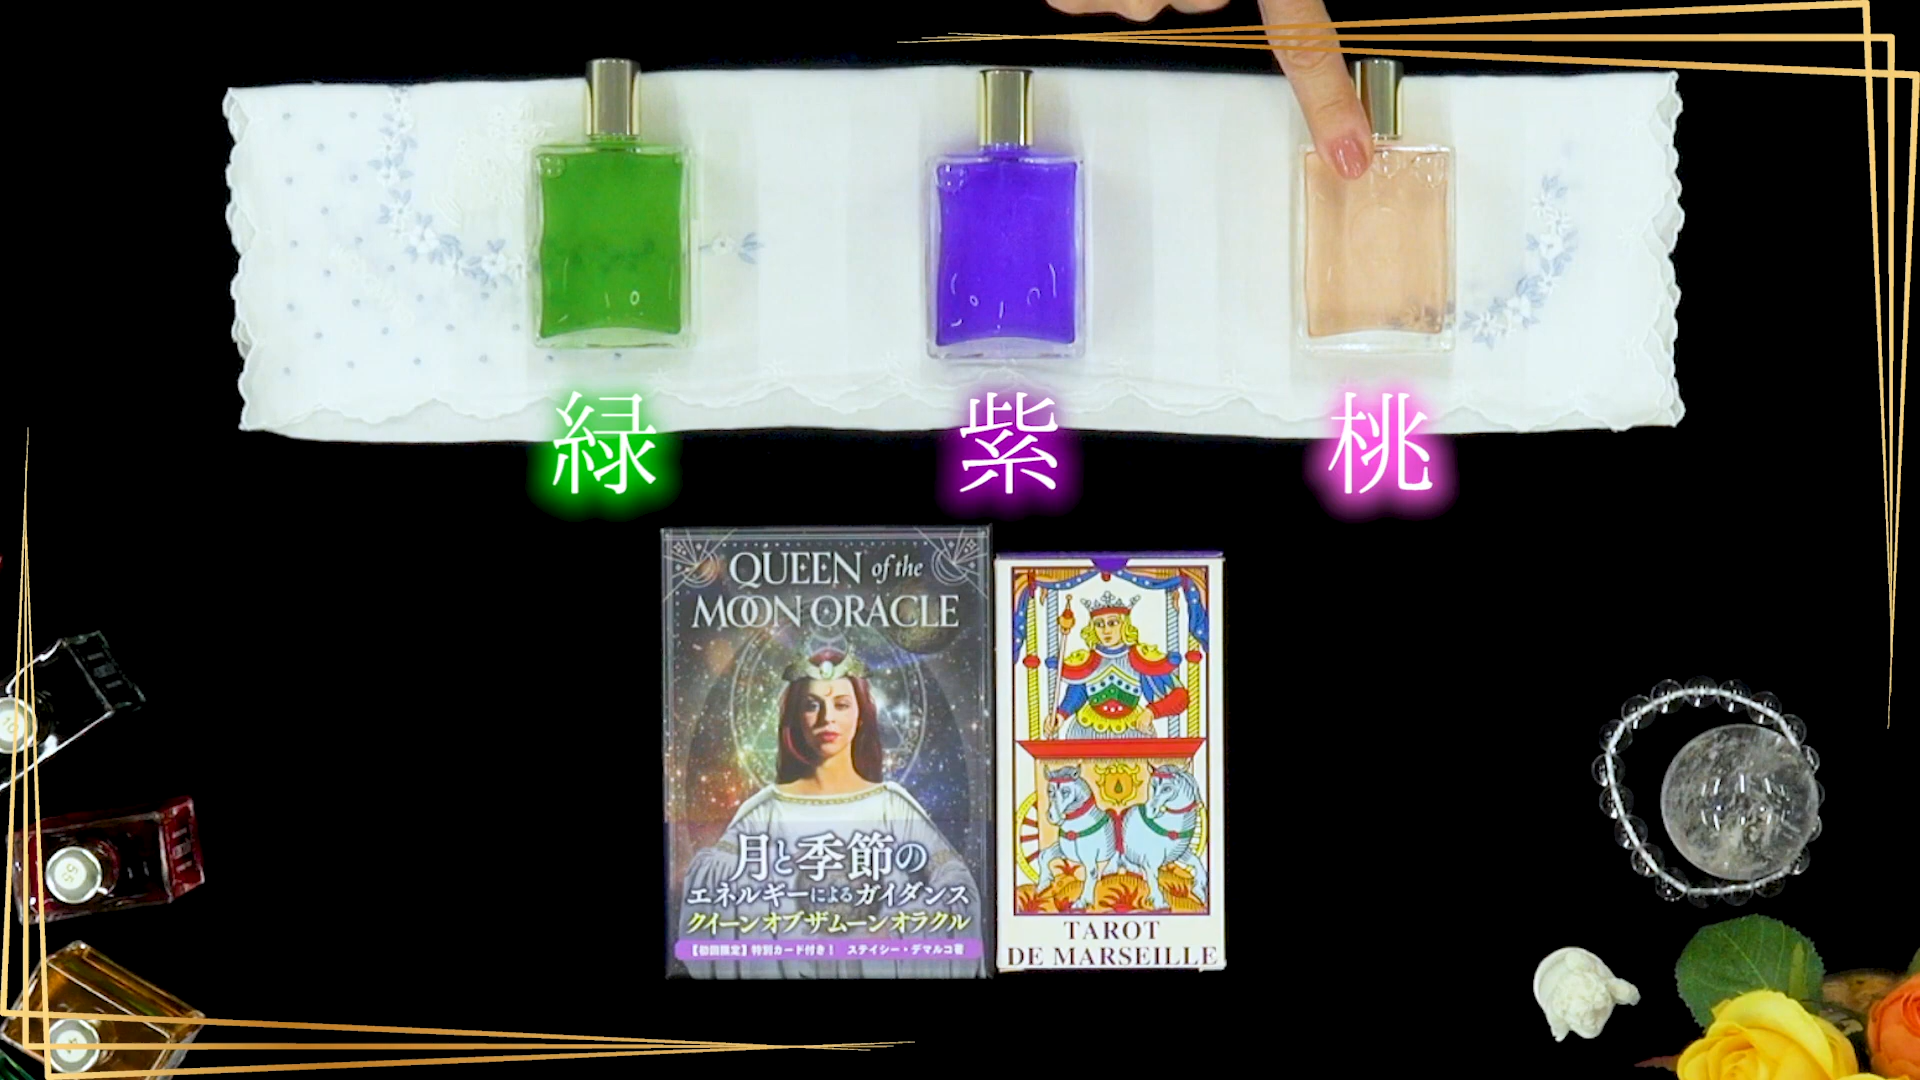 緑
紫
桃
QUEEN of the
MOON ORACLE
月と季節の
エネルギーによるガイダンス
クイーンオブザムーンオラクル
【初回限定】特別カード付き! ステイシー・デマルコ著
TAROT
DE MARSEILLE
55